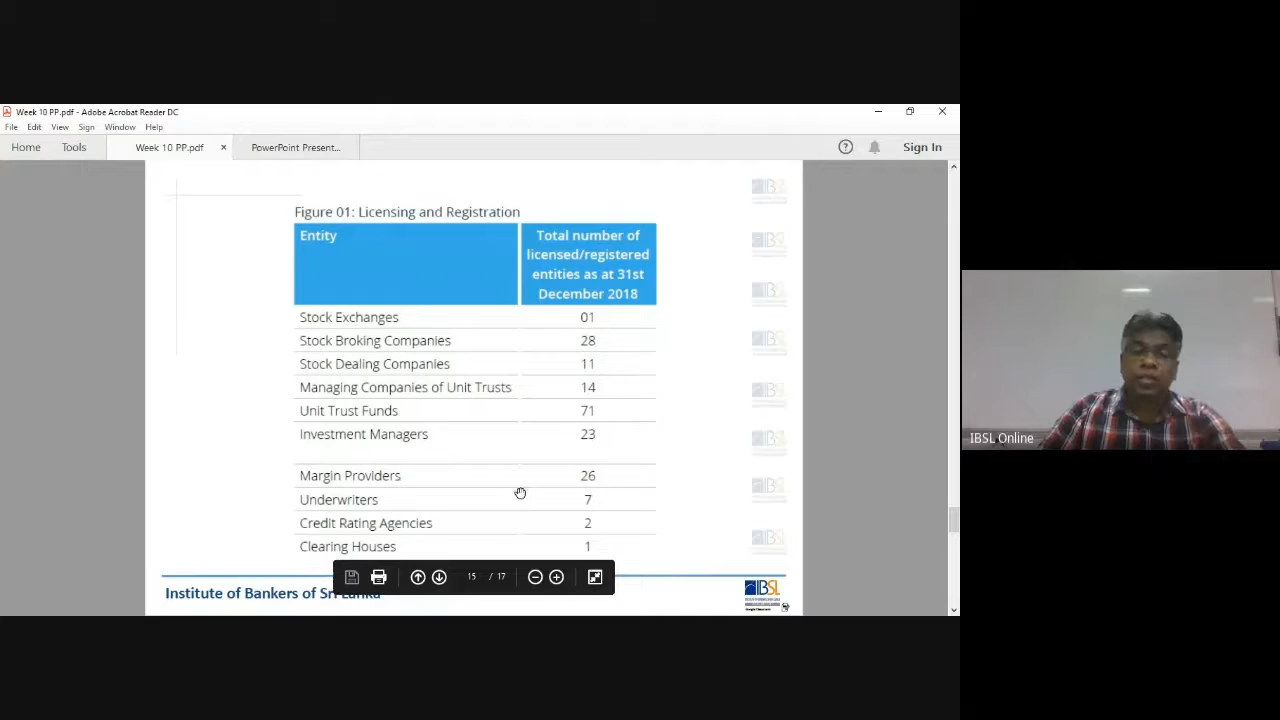 Week 10 PP.pdf - Adobe Acrobat Reader DC
File Edit View Sign Window Help
Home Tools Week 10 PP.pdf × PowerPoint Present... Sign In
Figure 01: Licensing and Registration
Entity
Total number of
licensed/registered
entities as at 31st
December 2018
Stock Exchanges 01
Stock Broking Companies 28
Stock Dealing Companies 11
Managing Companies of Unit Trusts 14
Unit Trust Funds 71
Investment Managers 23
Margin Providers 26
Underwriters 7
Credit Rating Agencies 2
Clearing Houses 1
15 / 17
Institute of Bankers of Sri Lanka
IBSL
IBSL Online